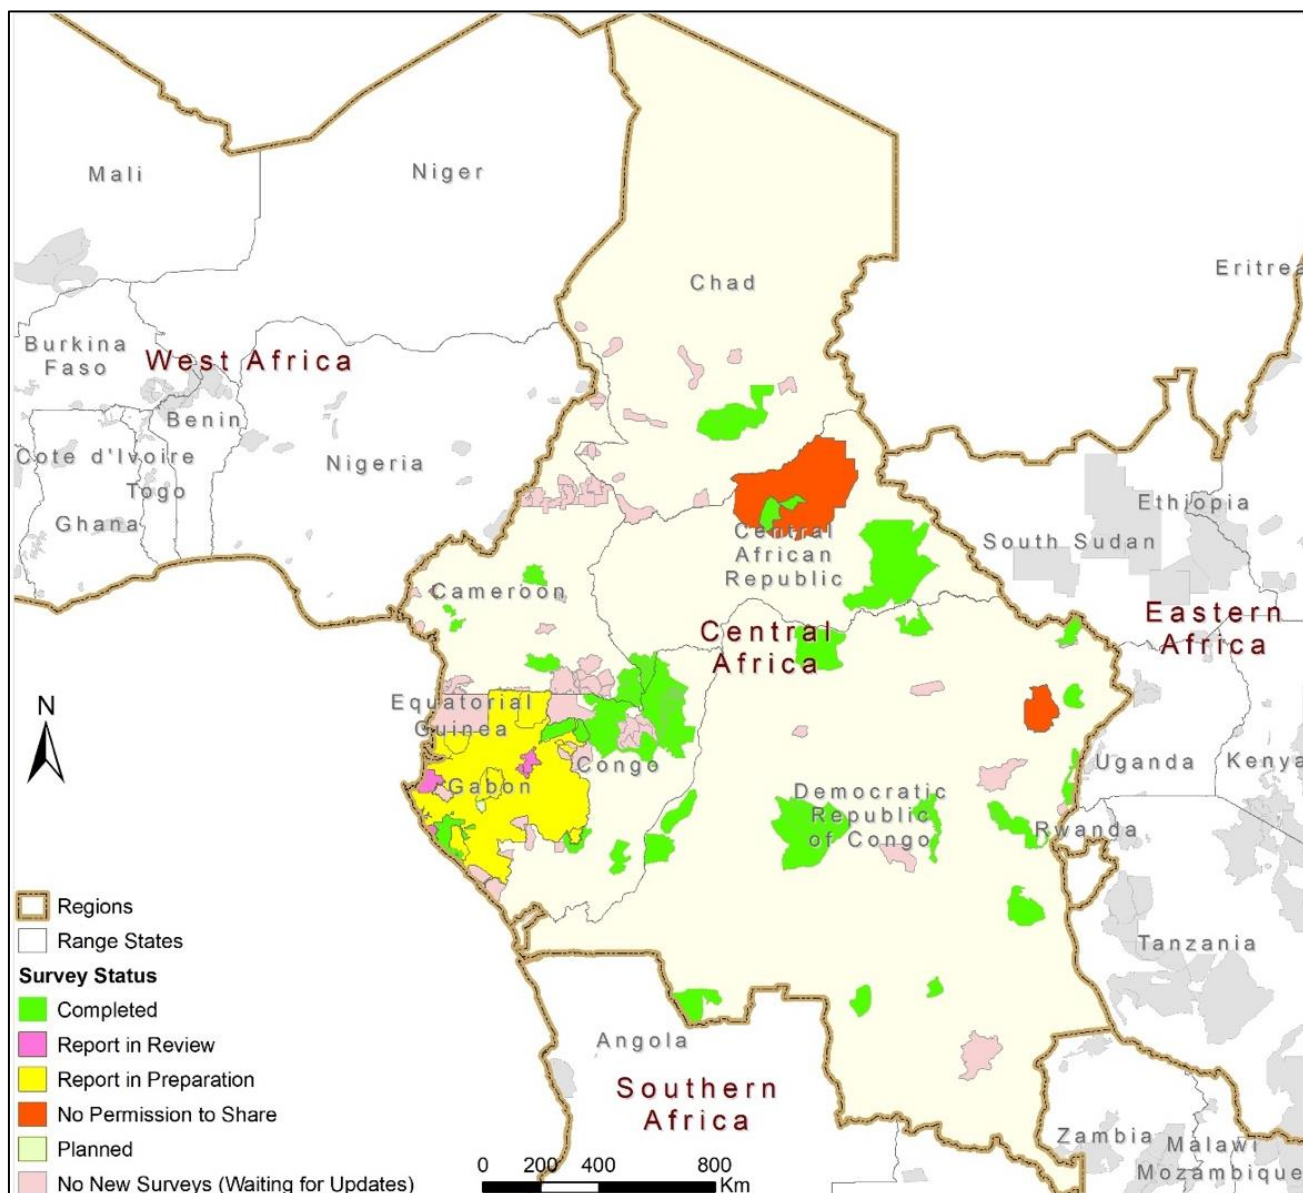 Mali
Niger
Chad
Eritrea
Burkina
Faso
West Africa
Benin
Cote d'Ivoire
Togo
Nigeria
Ghana
Ethiopia
South Sudan
Central
African
Republic
Cameroon
Eastern
Africa
Central
Africa
N
Equatorial
Guinea
Congo
Gabon
Uganda
Kenya
Democratic
Republic
of Congo
Rwanda
Tanzania
Angola
Southern
Africa
Zambia
Malawi
Mozambique
Regions
Range States
Survey Status
Completed
Report in Review
Report in Preparation
No Permission to Share
Planned
No New Surveys (Waiting for Updates)
0 200 400 800
Km